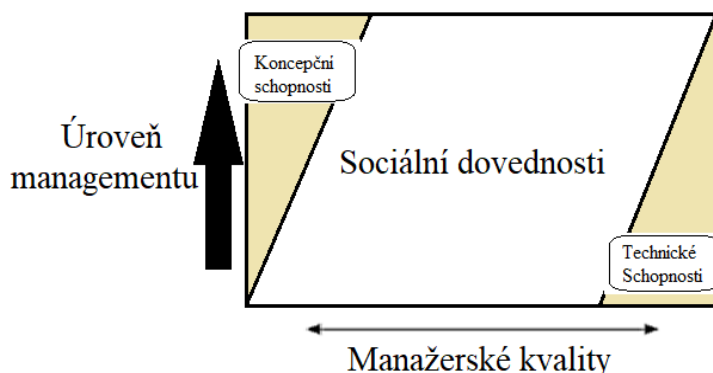 Koncepční
schopnosti
Úroveň
managementu
Sociální dovednosti
Technické
Schopnosti
Manažerské kvality